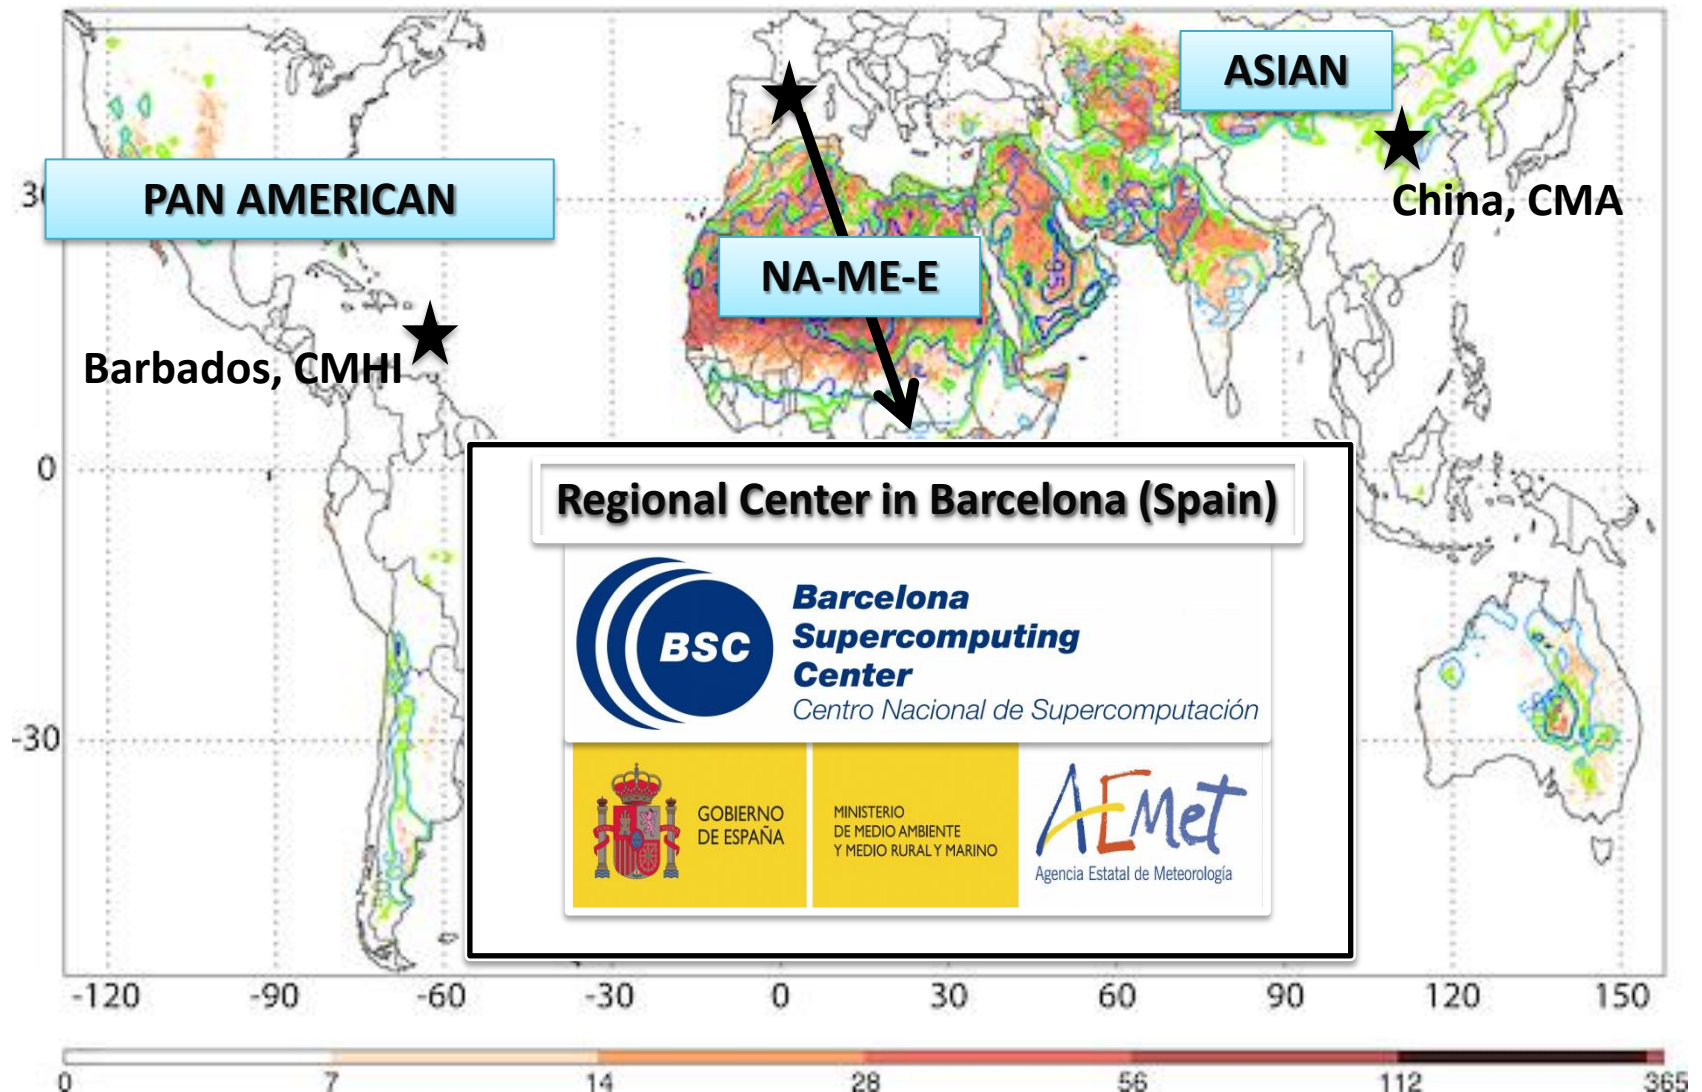 ASIAN
30
PAN AMERICAN
China, CMA
NA-ME-E
Barbados, CMHI
0
Regional Center in Barcelona (Spain)
BSC
Barcelona
Supercomputing
Center
Centro Nacional de Supercomputación
-30
GOBIERNO
DE ESPAÑA
MINISTERIO
DE MEDIO AMBIENTE
Y MEDIO RURAL Y MARINO
AEMet
Agencia Estatal de Meteorología
-120 -90 -60 -30 0 30 60 90 120 150
0 7 14 28 56 112 365